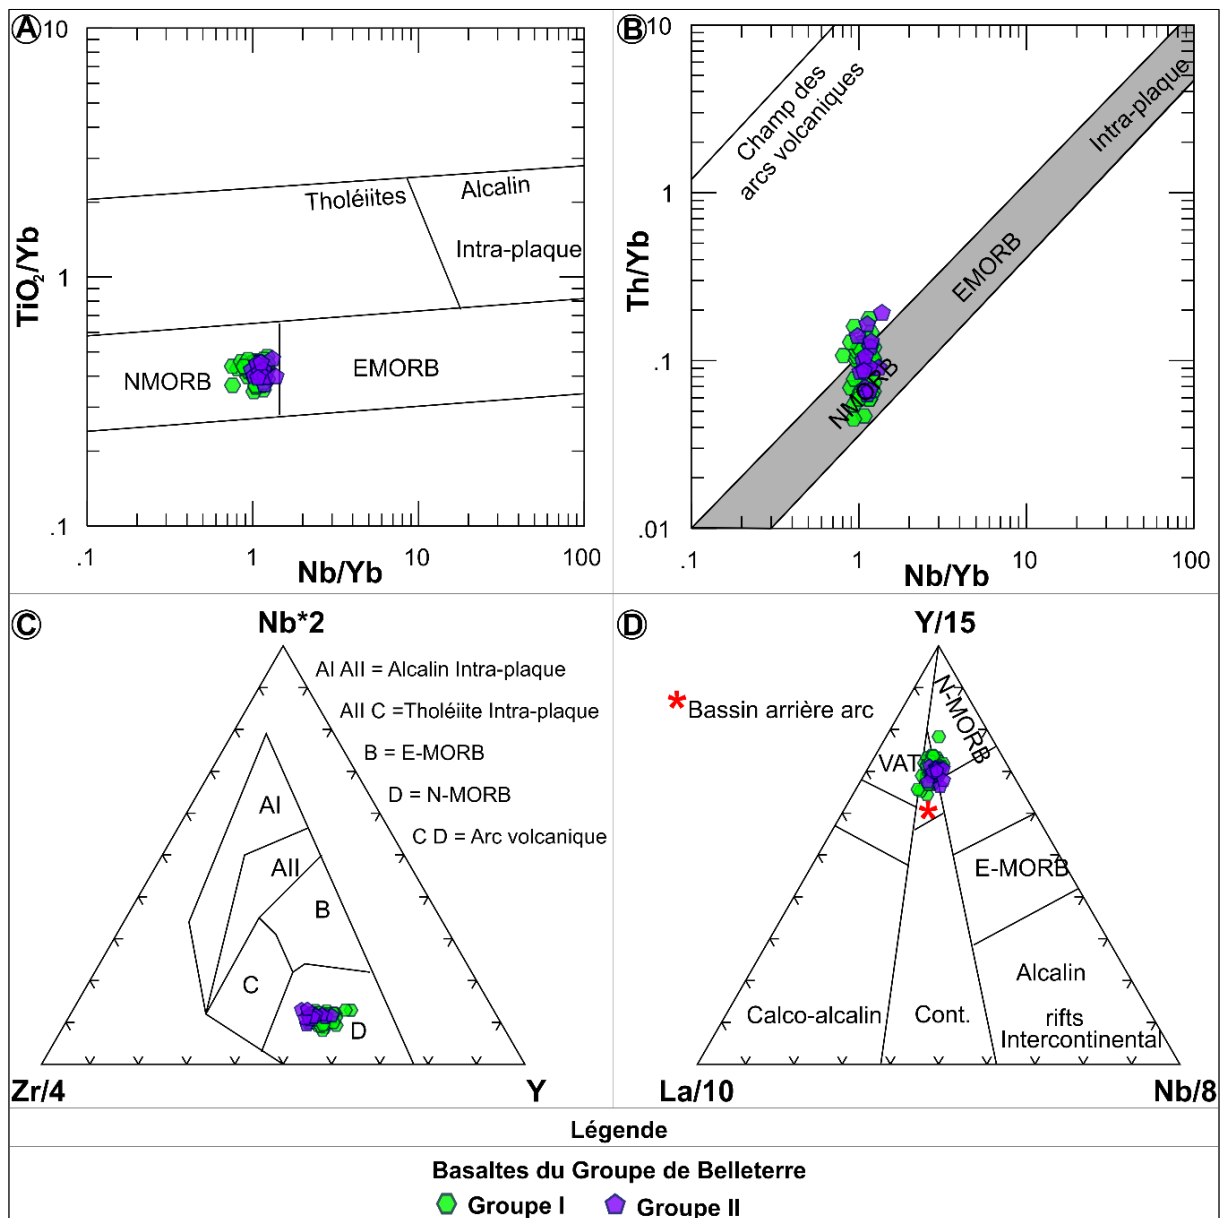 A
10
1
.1
TiO₂/Yb
Tholéiites
Alcalin
Intra-plaque
NMORB
EMORB
.1
1
10
100
Nb/Yb
B
10
1
.1
.01
Th/Yb
Champ des
arcs volcaniques
Intra-plaque
EMORB
NMORB
.1
1
10
100
Nb/Yb
C
Nb*2
AI AII = Alcalin Intra-plaque
AII C =Tholéiite Intra-plaque
B = E-MORB
D = N-MORB
C D = Arc volcanique
AI
AII
B
C
D
Zr/4
Y
D
Y/15
*Bassin arrière arc
N-MORB
VAT
*
E-MORB
Alcalin
rifts
Intercontinental
Calco-alcalin
Cont.
La/10
Nb/8
Légende
Basaltes du Groupe de Belleterre
Groupe I
Groupe II